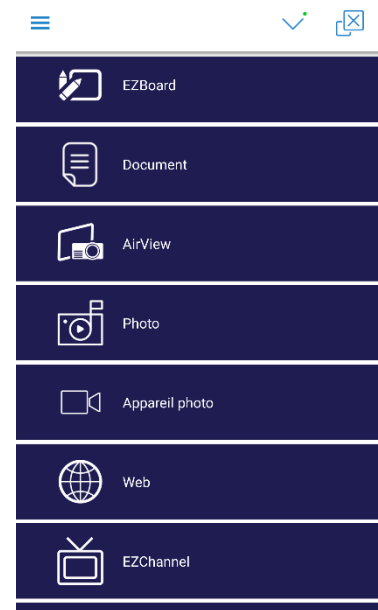 EZBoard
Document
AirView
Photo
Appareil photo
Web
EZChannel